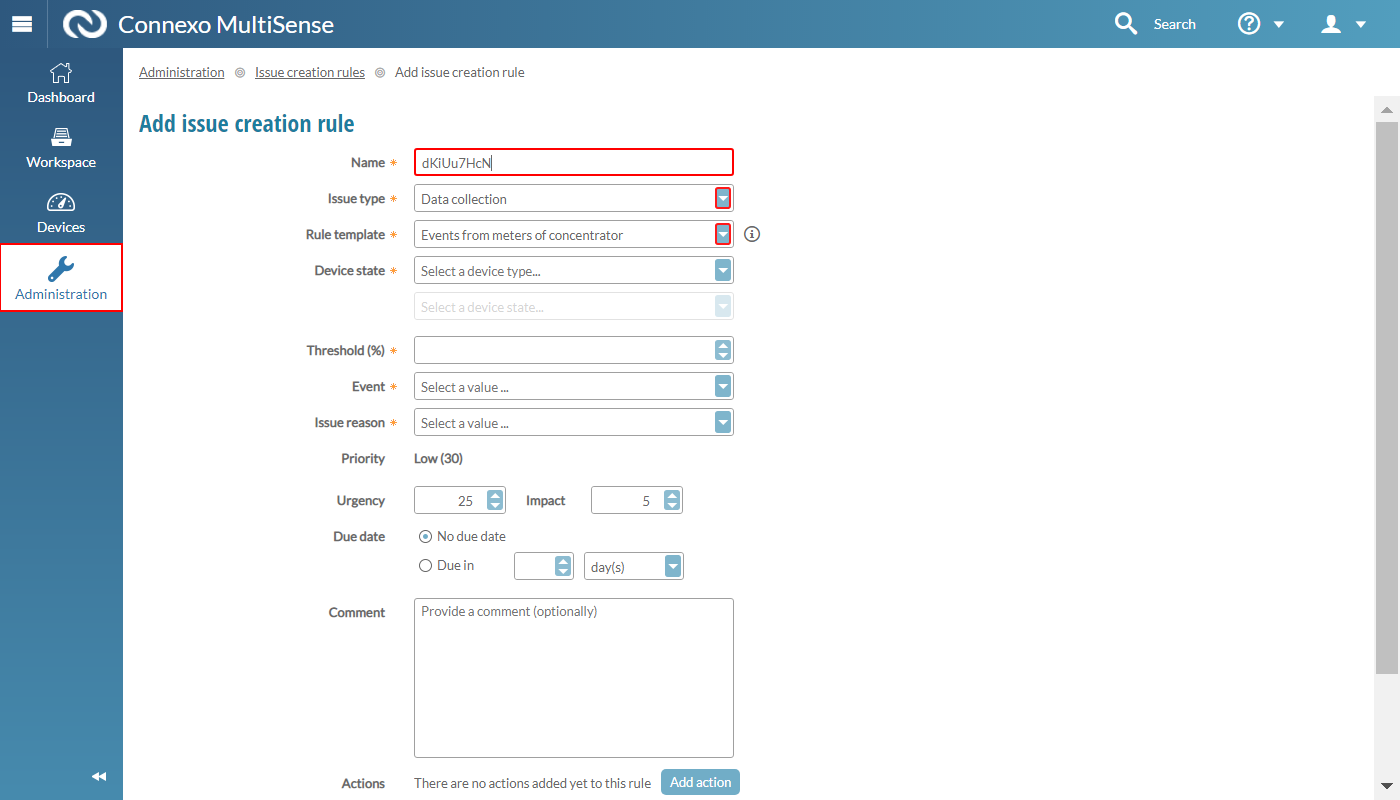 Connexo MultiSense
Search
Dashboard
Workspace
Devices
Administration
Administration Issue creation rules Add issue creation rule
Add issue creation rule
Name * dKiUu7HcN
Issue type * Data collection
Rule template * Events from meters of concentrator
Device state * Select a device type...
Select a device state...
Threshold (%) *
Event * Select a value ...
Issue reason * Select a value ...
Priority Low (30)
Urgency 25 Impact 5
Due date No due date
Due in day(s)
Comment Provide a comment (optionally)
Actions There are no actions added yet to this rule Add action